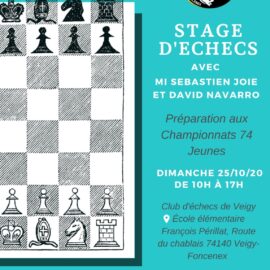 STAGE
D'ECHECS
AVEC
MI SEBASTIEN JOIE
ET DAVID NAVARRO
Préparation aux
Championnats 74
Jeunes
DIMANCHE 25/10/20
DE 10H À 17H
Club d'échecs de Veigy
École élémentaire
François Périllat, Route
du chablais 74140 Veigy-
Foncenex